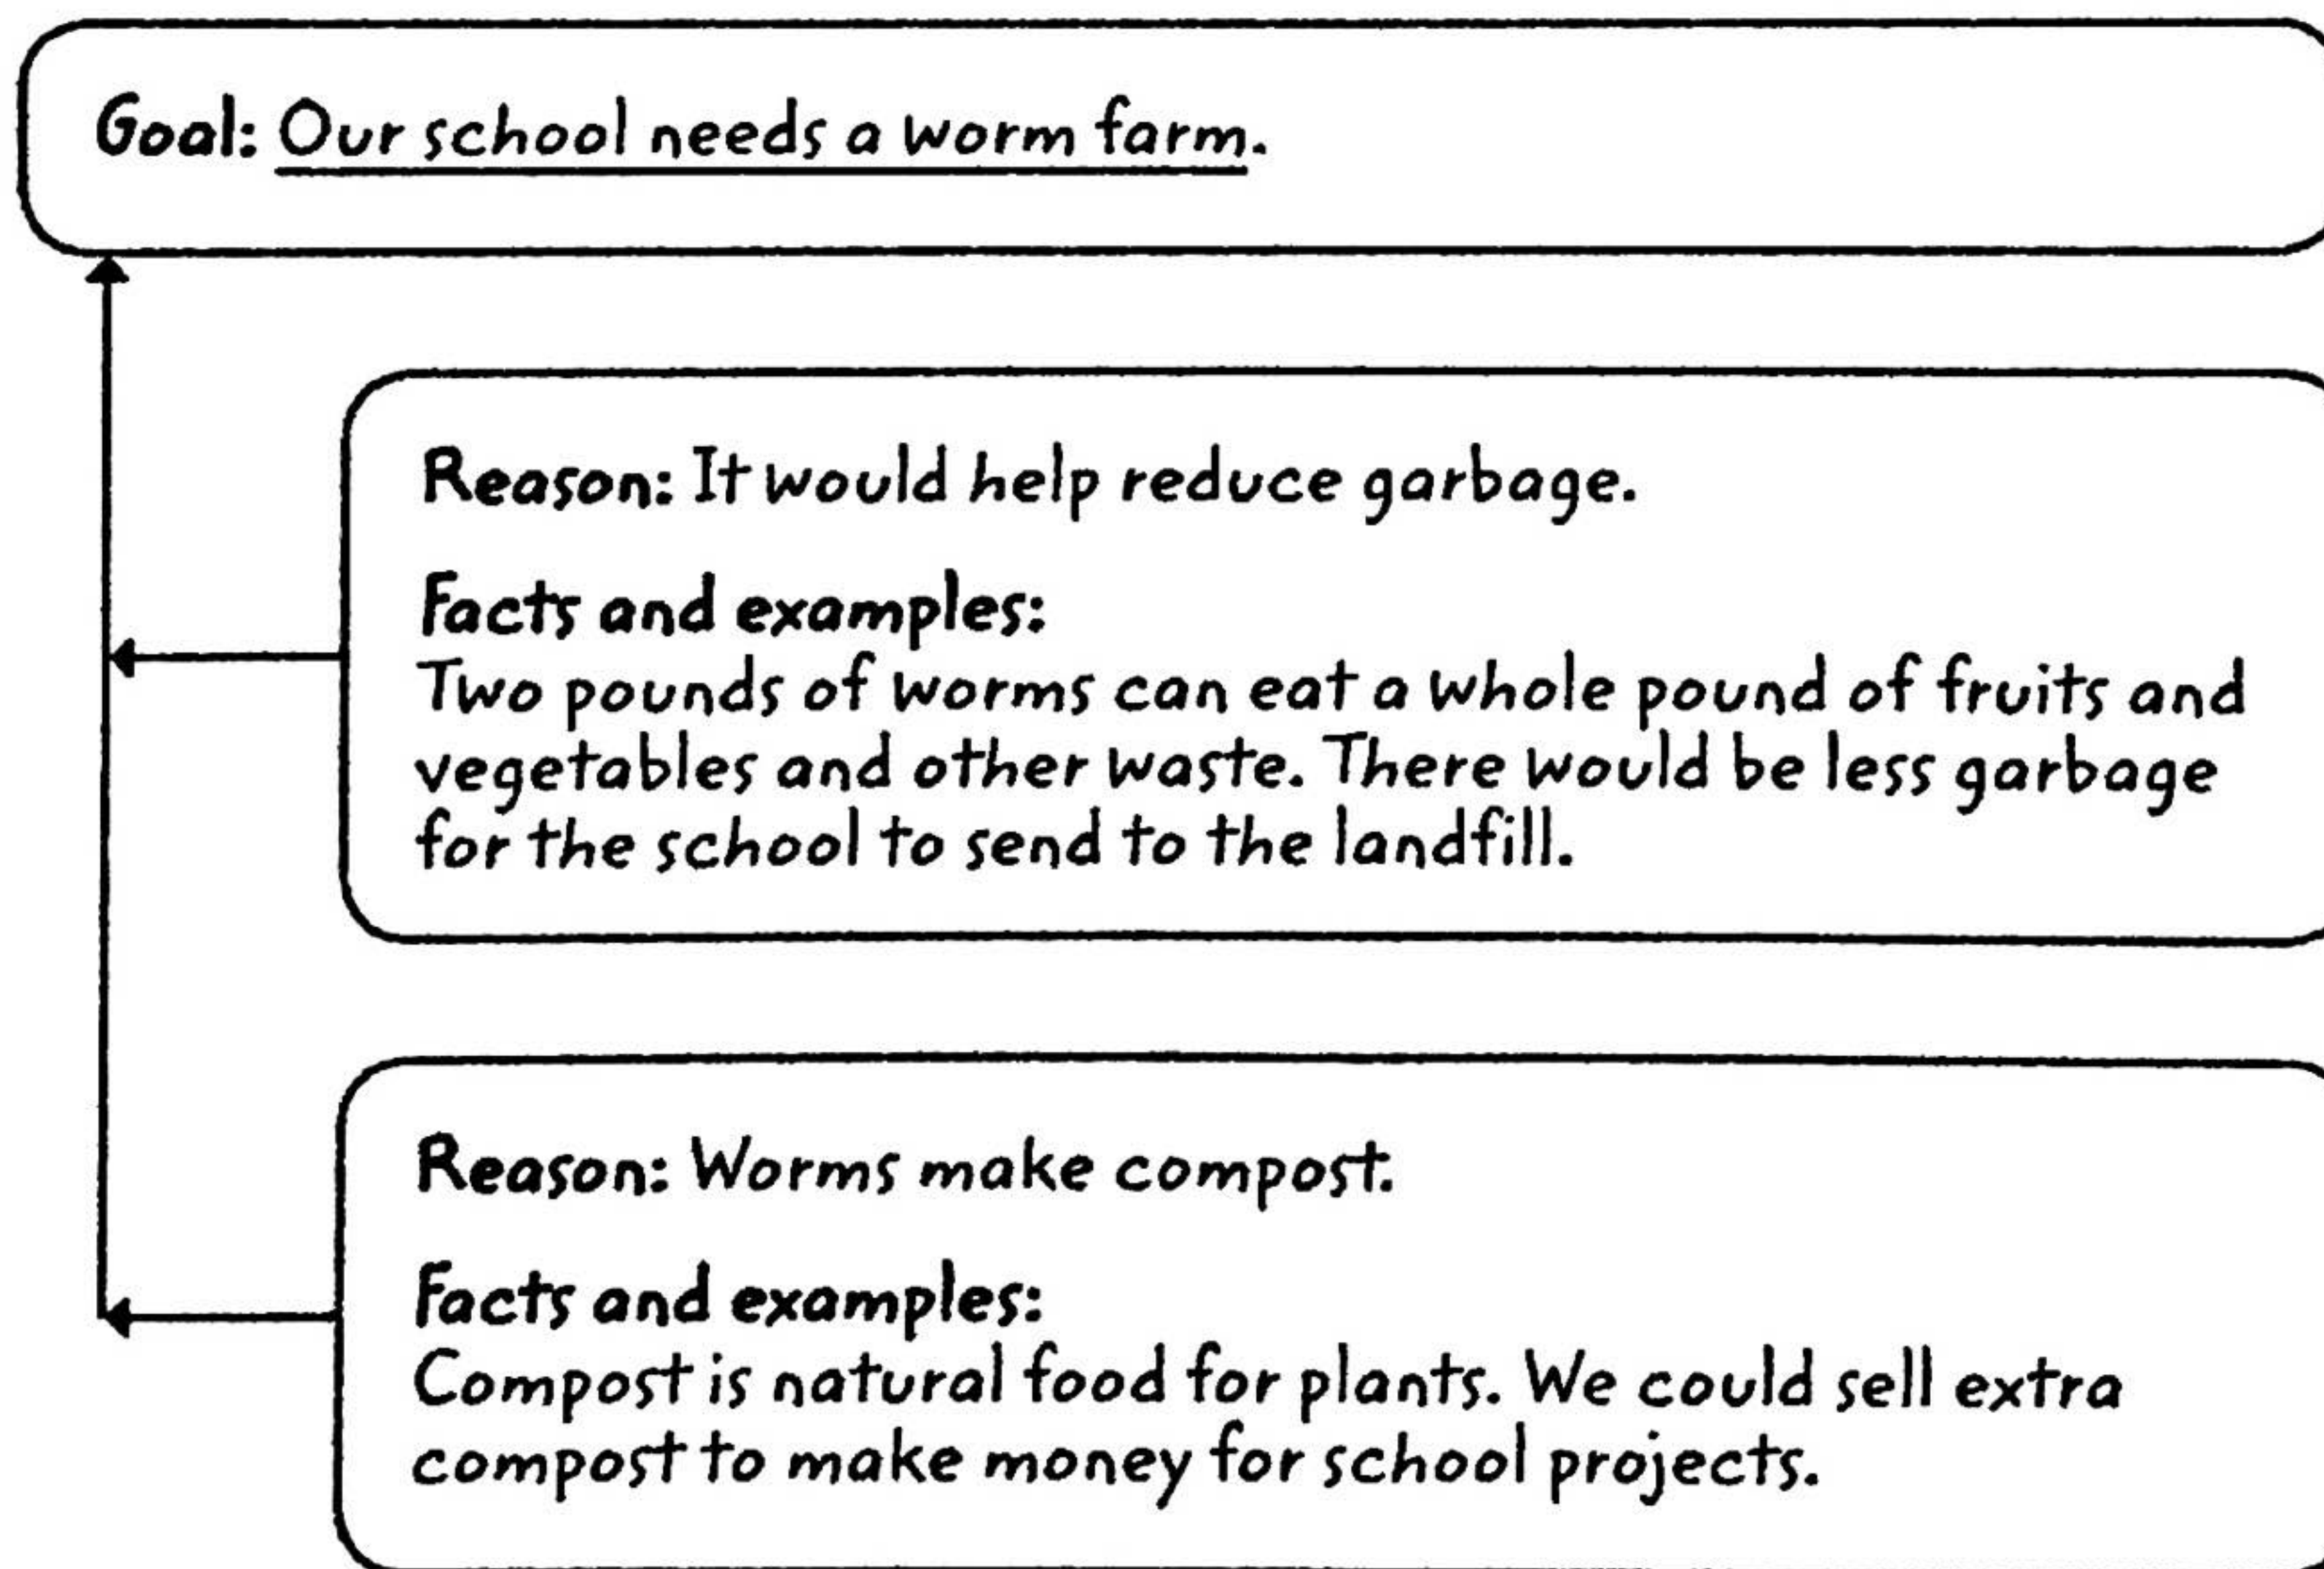 Goal: Our school needs a worm farm.
Reason: It would help reduce garbage.
Facts and examples:
Two pounds of worms can eat a whole pound of fruits and
vegetables and other waste. There would be less garbage
for the school to send to the landfill.
Reason: Worms make compost.
Facts and examples:
Compost is natural food for plants. We could sell extra
compost to make money for school projects.